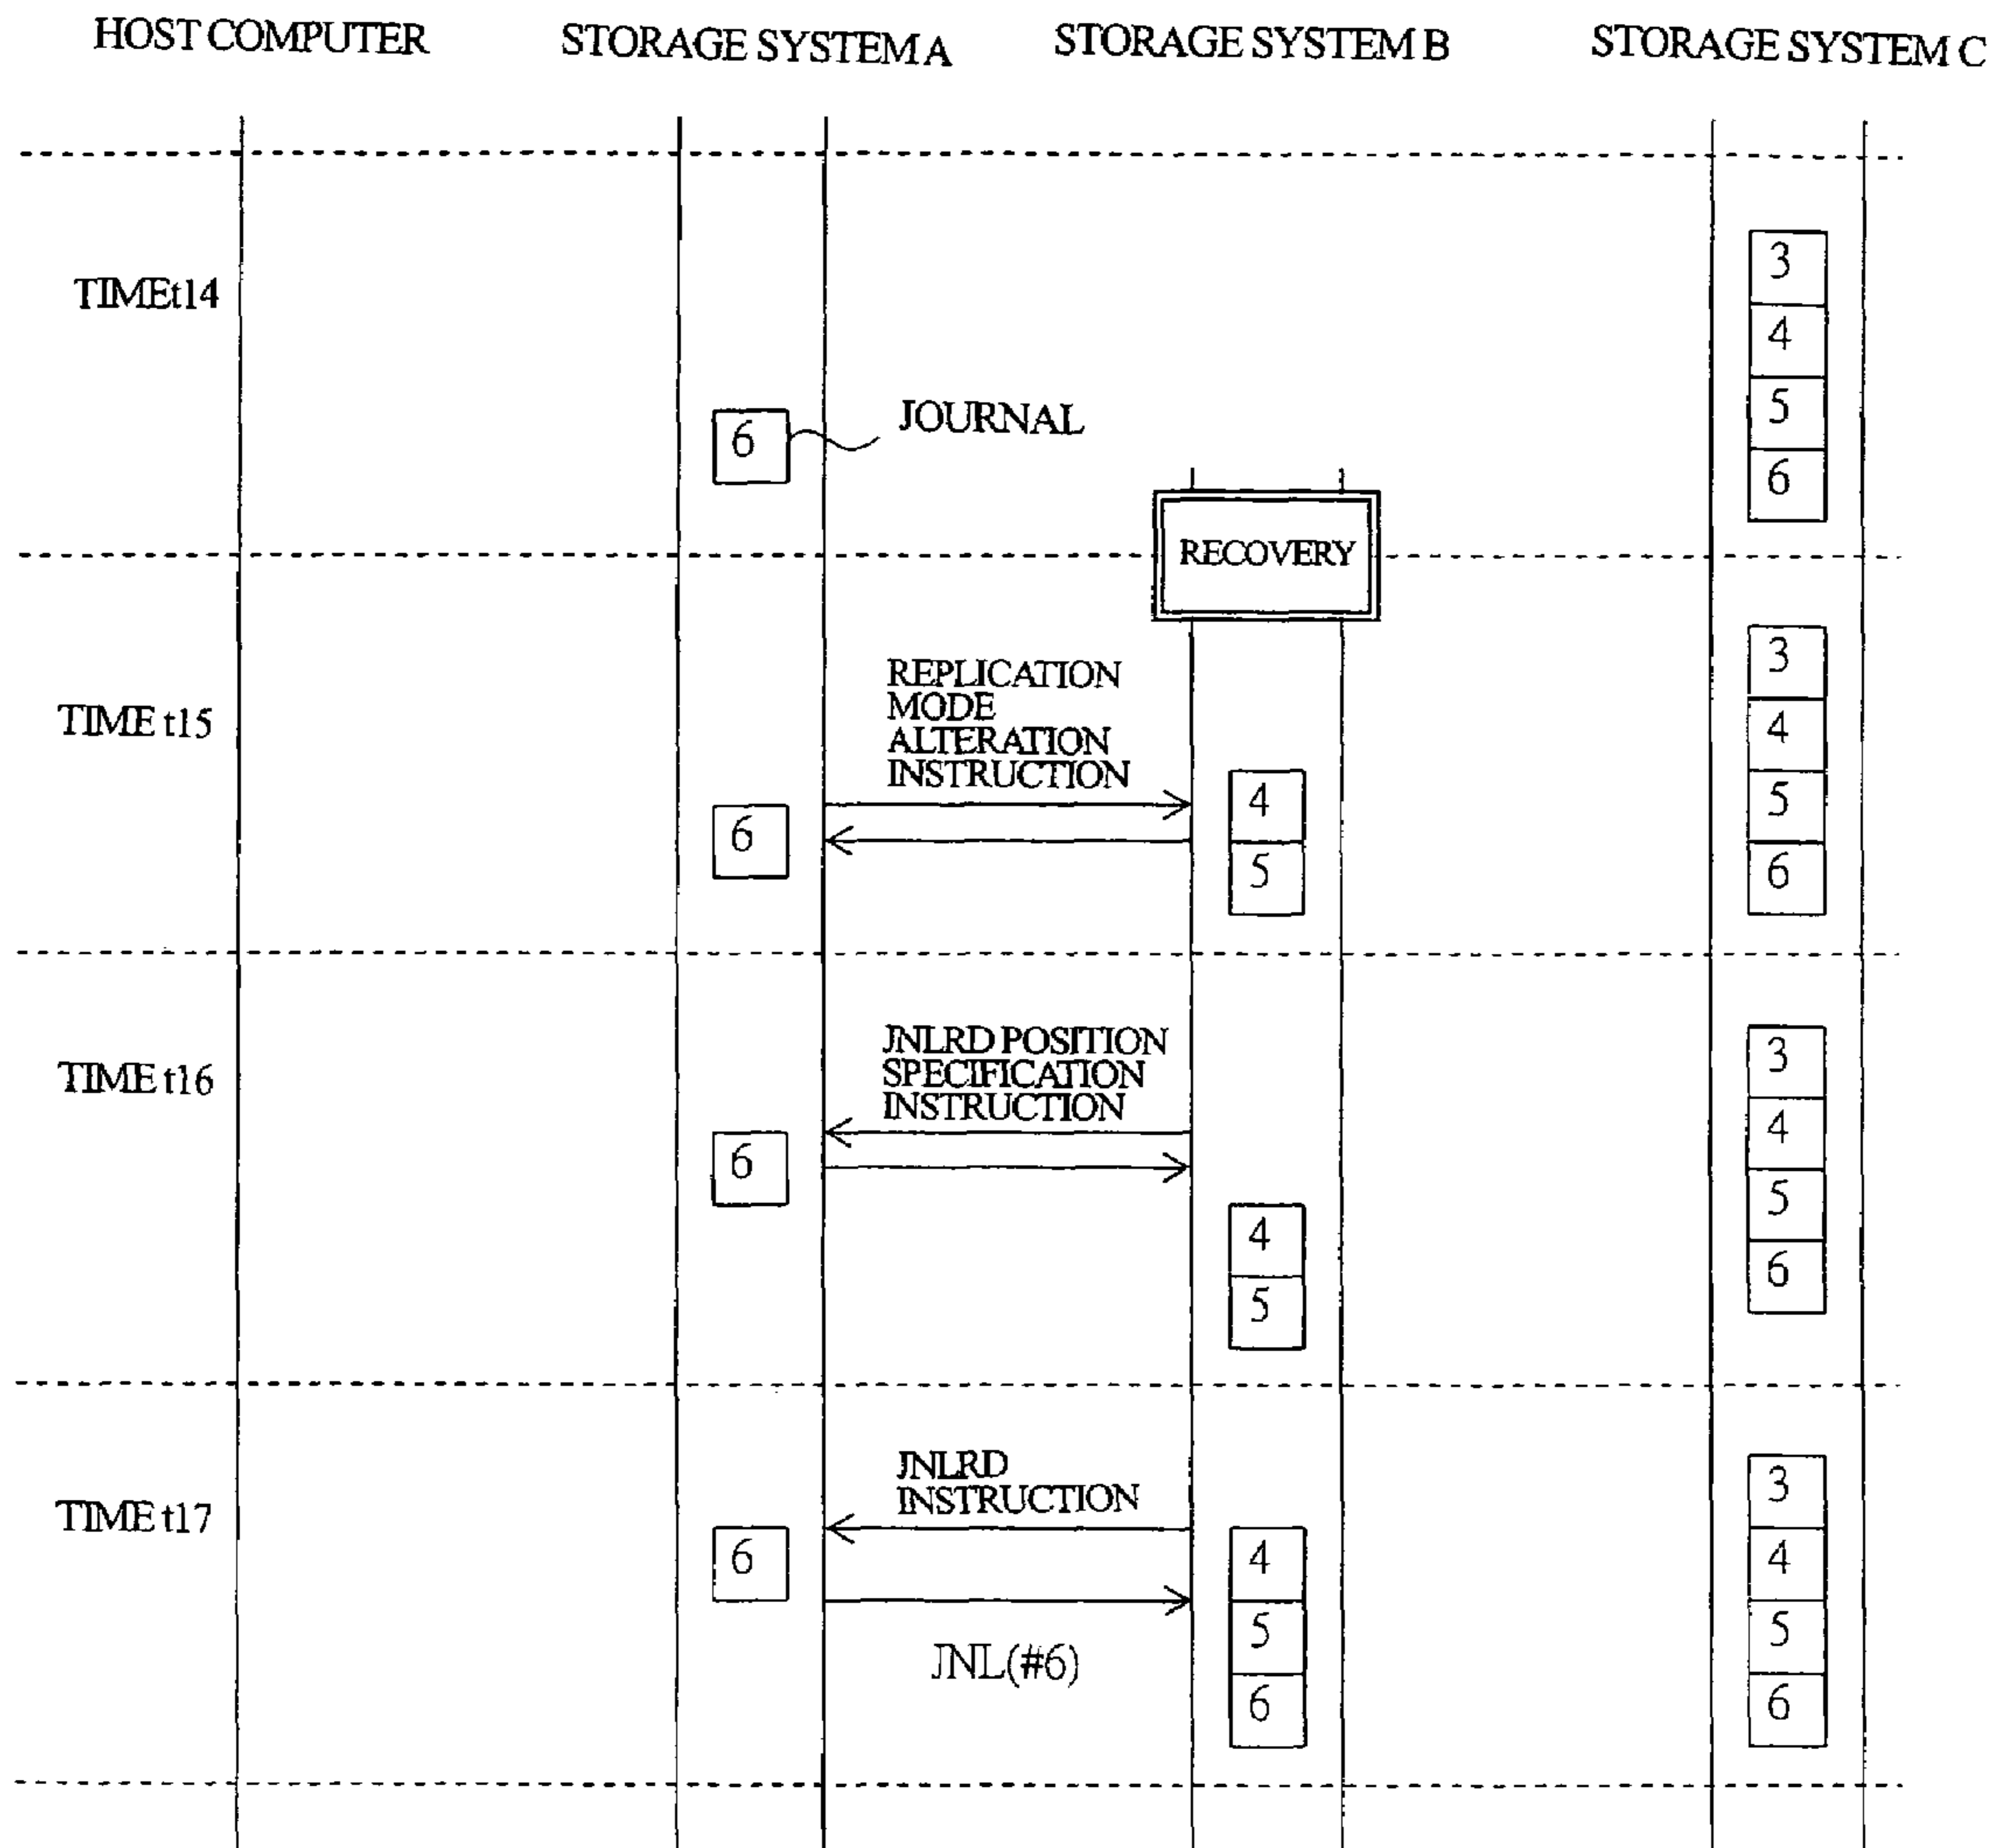 HOST COMPUTER
STORAGE SYSTEM A
STORAGE SYSTEM B
STORAGE SYSTEM C
TIMEt14
6
JOURNAL
3
4
5
6
RECOVERY
TIME t15
REPLICATION
MODE
ALTERATION
INSTRUCTION
6
4
5
3
4
5
6
TIME t16
JNLRD POSITION
SPECIFICATION
INSTRUCTION
6
4
5
3
4
5
6
TIME t17
JNLRD
INSTRUCTION
6
JNL(#6)
4
5
6
3
4
5
6